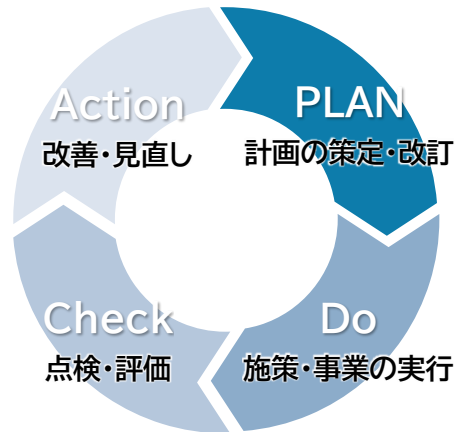 Action
改善・見直し
PLAN
計画の策定・改訂
Check
点検・評価
Do
施策・事業の実行